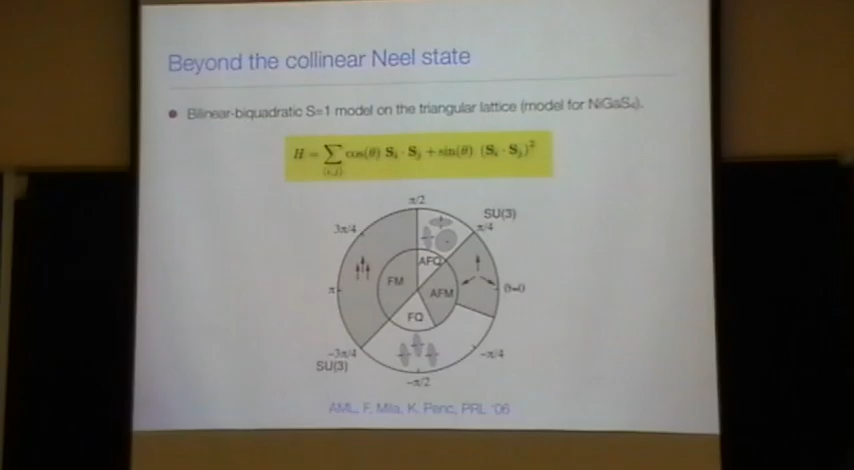 Beyond the collinear Neel state
• Bilinear-biquadratic S=1 model on the triangular lattice (model for NiGaS₄).
H = ∑⟨i,j⟩ cos(θ) Sᵢ · Sⱼ + sin(θ) (Sᵢ · Sⱼ)²
π/2
SU(3)
3π/4
π/4
AFQ
FM
AFM
π
θ=0
FQ
-3π/4
-π/4
SU(3)
-π/2
AML, F. Mila, K. Penc, PRL '06